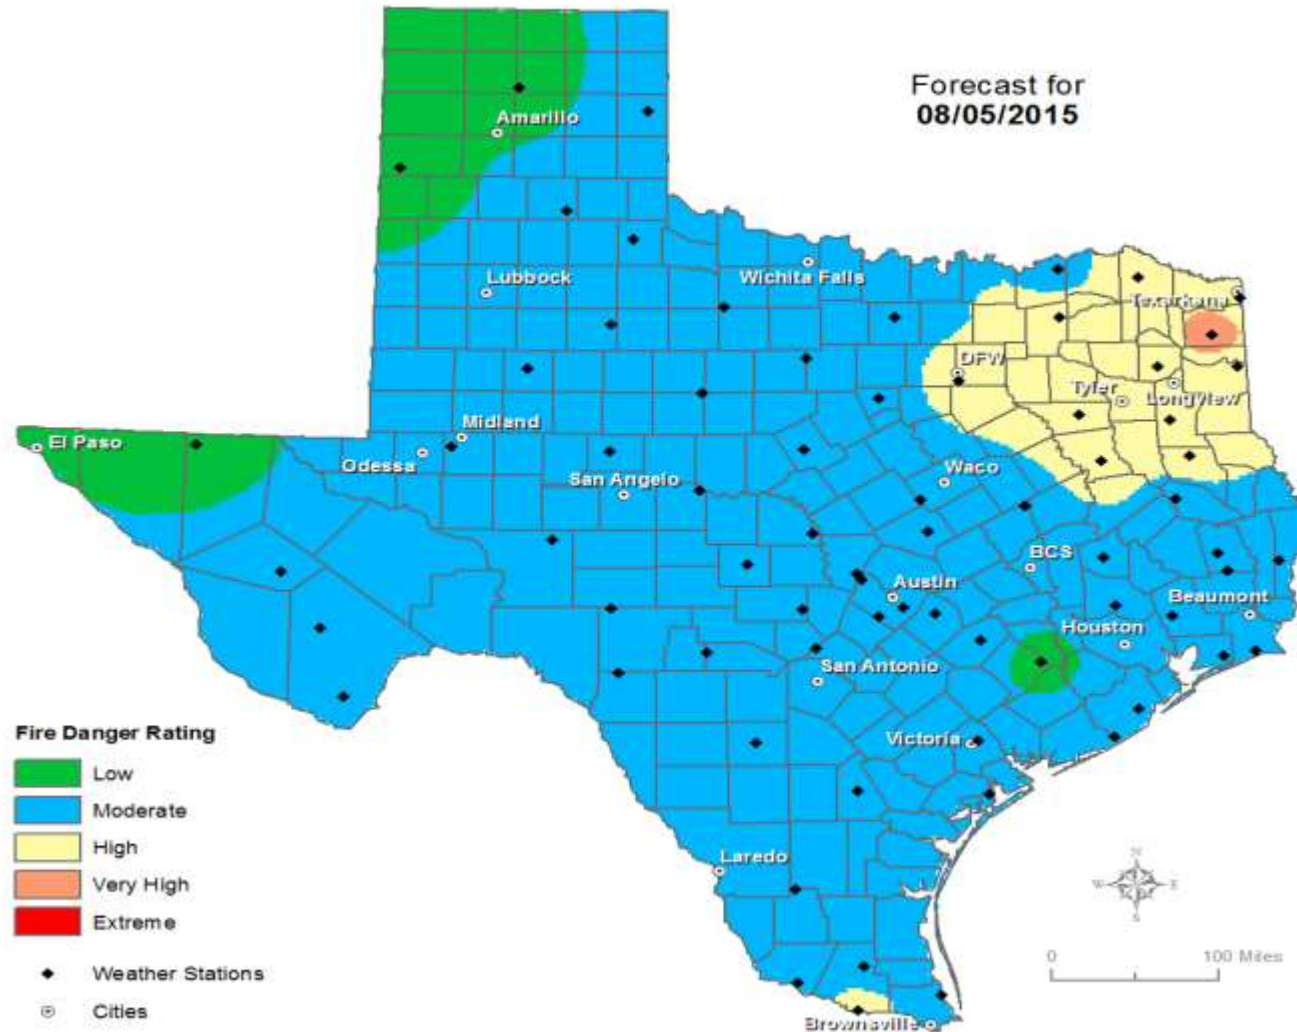 Forecast for
08/05/2015
Amarillo
Lubbock
Wichita Falls
Texarkana
DFW
Tyler
Longview
El Paso
Midland
Odessa
San Angelo
Waco
BCS
Austin
Beaumont
Houston
San Antonio
Victoria
Laredo
Brownsville
Fire Danger Rating
Low
Moderate
High
Very High
Extreme
Weather Stations
Cities
N
W E
S
0 100 Miles